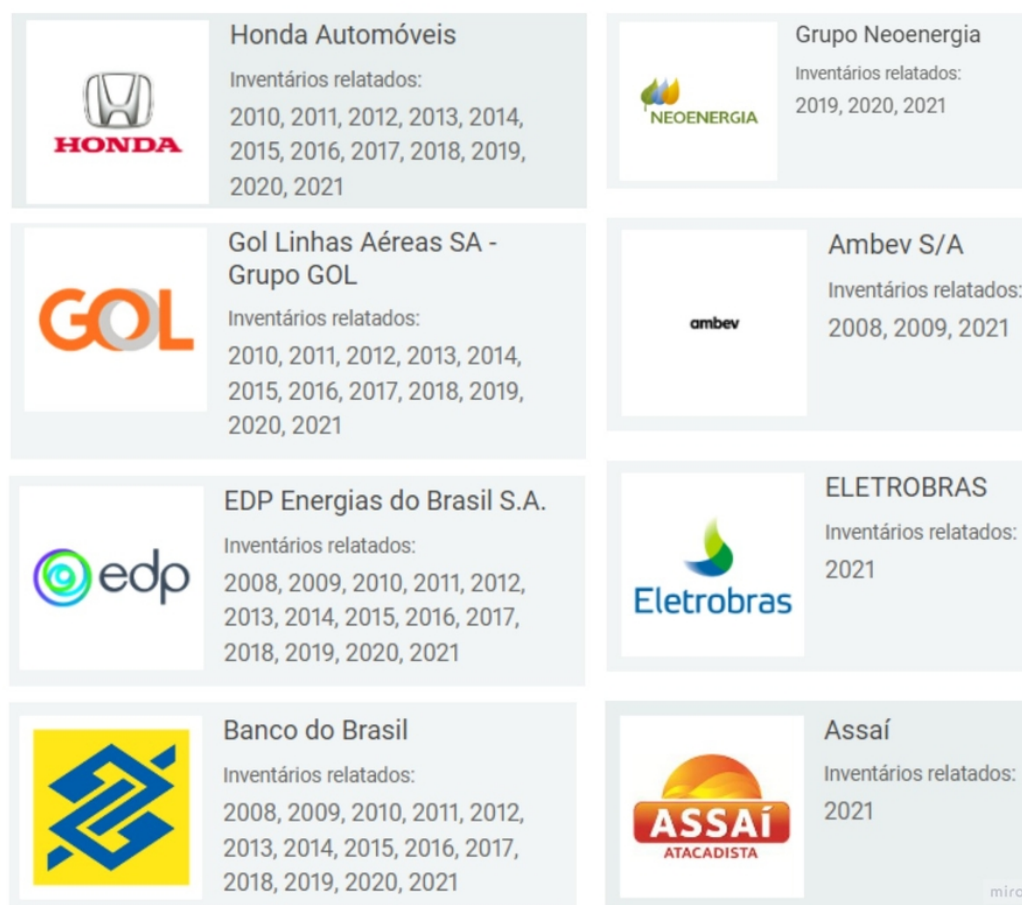 HONDA
Honda Automóveis
Inventários relatados:
2010, 2011, 2012, 2013, 2014,
2015, 2016, 2017, 2018, 2019,
2020, 2021
NEOENERGIA
Grupo Neoenergia
Inventários relatados:
2019, 2020, 2021
GOL
Gol Linhas Aéreas SA -
Grupo GOL
Inventários relatados:
2010, 2011, 2012, 2013, 2014,
2015, 2016, 2017, 2018, 2019,
2020, 2021
ambev
Ambev S/A
Inventários relatados:
2008, 2009, 2021
edp
EDP Energias do Brasil S.A.
Inventários relatados:
2008, 2009, 2010, 2011, 2012,
2013, 2014, 2015, 2016, 2017,
2018, 2019, 2020, 2021
Eletrobras
ELETROBRAS
Inventários relatados:
2021
Banco do Brasil
Inventários relatados:
2008, 2009, 2010, 2011, 2012,
2013, 2014, 2015, 2016, 2017,
2018, 2019, 2020, 2021
ASSAÍ
ATACADISTA
Assaí
Inventários relatados:
2021
miro